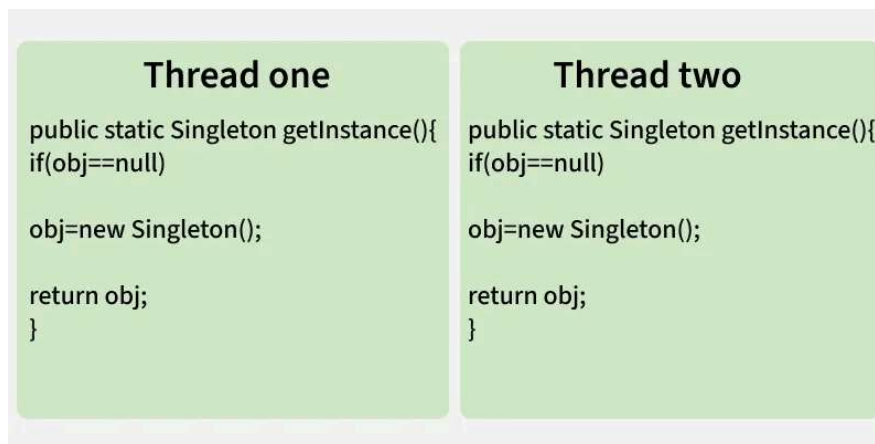 Thread one
public static Singleton getInstance(){
if(obj==null)
obj=new Singleton();
return obj;
}
Thread two
public static Singleton getInstance(){
if(obj==null)
obj=new Singleton();
return obj;
}